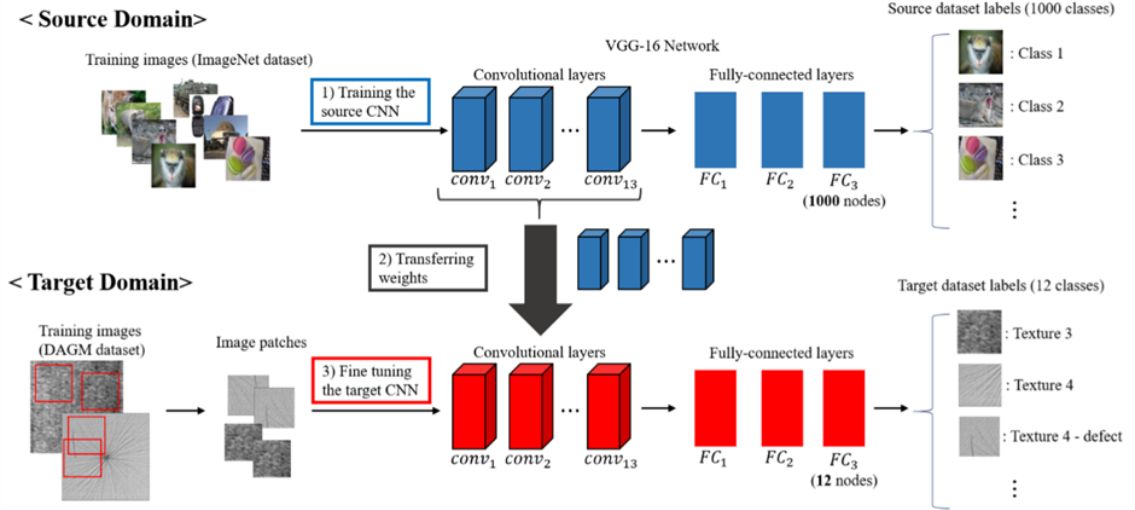 < Source Domain>
Training images (ImageNet dataset)
1) Training the
source CNN
VGG-16 Network
Convolutional layers
Fully-connected layers
conv₁
conv₂
...
conv₁₃
FC₁
FC₂
FC₃
(1000 nodes)
Source dataset labels (1000 classes)
: Class 1
: Class 2
: Class 3
⋮
2) Transferring
weights
...
< Target Domain>
Training images
(DAGM dataset)
Image patches
3) Fine tuning
the target CNN
Convolutional layers
Fully-connected layers
conv₁
conv₂
...
conv₁₃
FC₁
FC₂
FC₃
(12 nodes)
Target dataset labels (12 classes)
: Texture 3
: Texture 4
: Texture 4 - defect
⋮